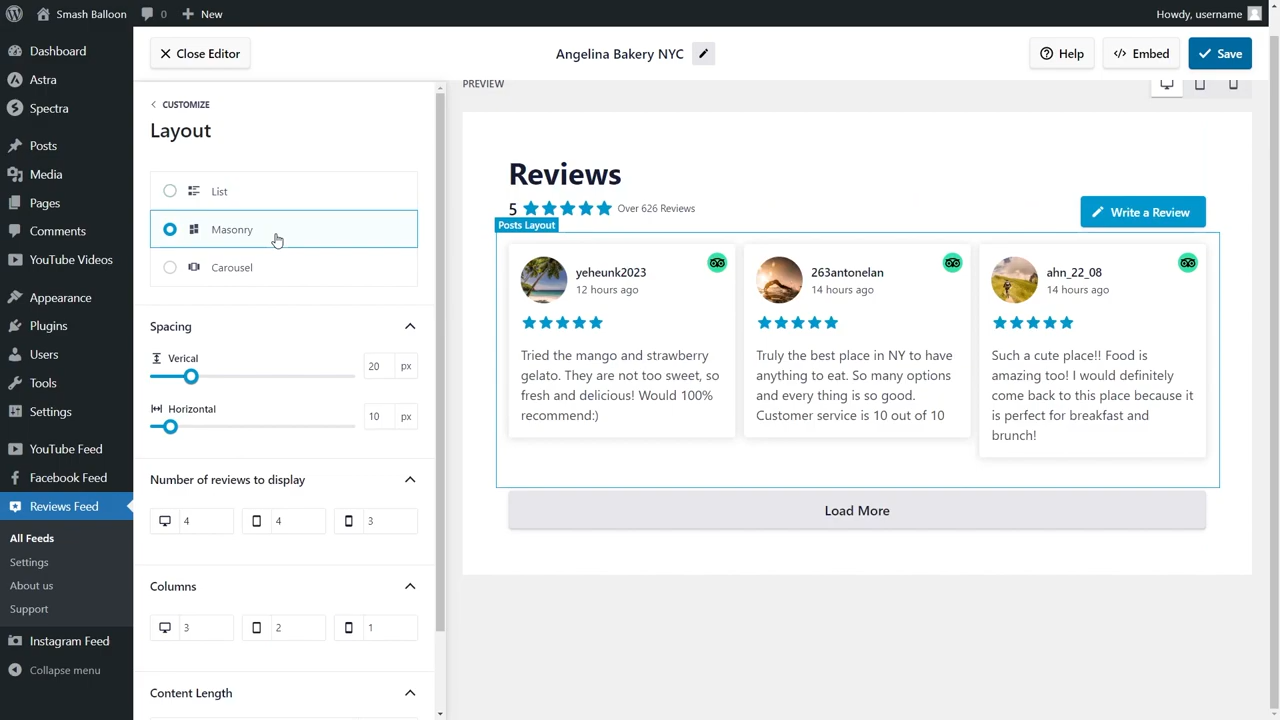 Smash Balloon
0
New
Howdy, username
Dashboard
Astra
Spectra
Posts
Media
Pages
Comments
YouTube Videos
Appearance
Plugins
Users
Tools
Settings
YouTube Feed
Facebook Feed
Reviews Feed
All Feeds
Settings
About us
Support
Instagram Feed
Collapse menu
Close Editor
Angelina Bakery NYC
Help
Embed
Save
CUSTOMIZE
Layout
List
Masonry
Carousel
Spacing
Verical
20 px
Horizontal
10 px
Number of reviews to display
4 4 3
Columns
3 2 1
Content Length
PREVIEW
Reviews
5
Over 626 Reviews
Write a Review
Posts Layout
yeheunk2023
12 hours ago
Tried the mango and strawberry
gelato. They are not too sweet, so
fresh and delicious! Would 100%
recommend:)
263antonelan
14 hours ago
Truly the best place in NY to have
anything to eat. So many options
and every thing is so good.
Customer service is 10 out of 10
ahn_22_08
14 hours ago
Such a cute place!! Food is
amazing too! I would definitely
come back to this place because it
is perfect for breakfast and
brunch!
Load More